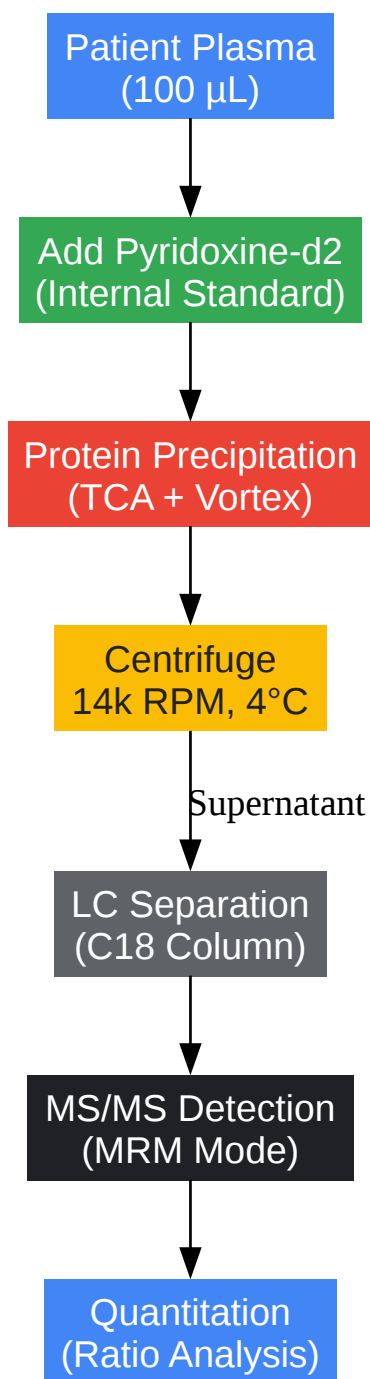 Patient Plasma
(100 µL)
Add Pyridoxine-d2
(Internal Standard)
Protein Precipitation
(TCA + Vortex)
Centrifuge
14k RPM, 4°C
Supernatant
LC Separation
(C18 Column)
MS/MS Detection
(MRM Mode)
Quantitation
(Ratio Analysis)